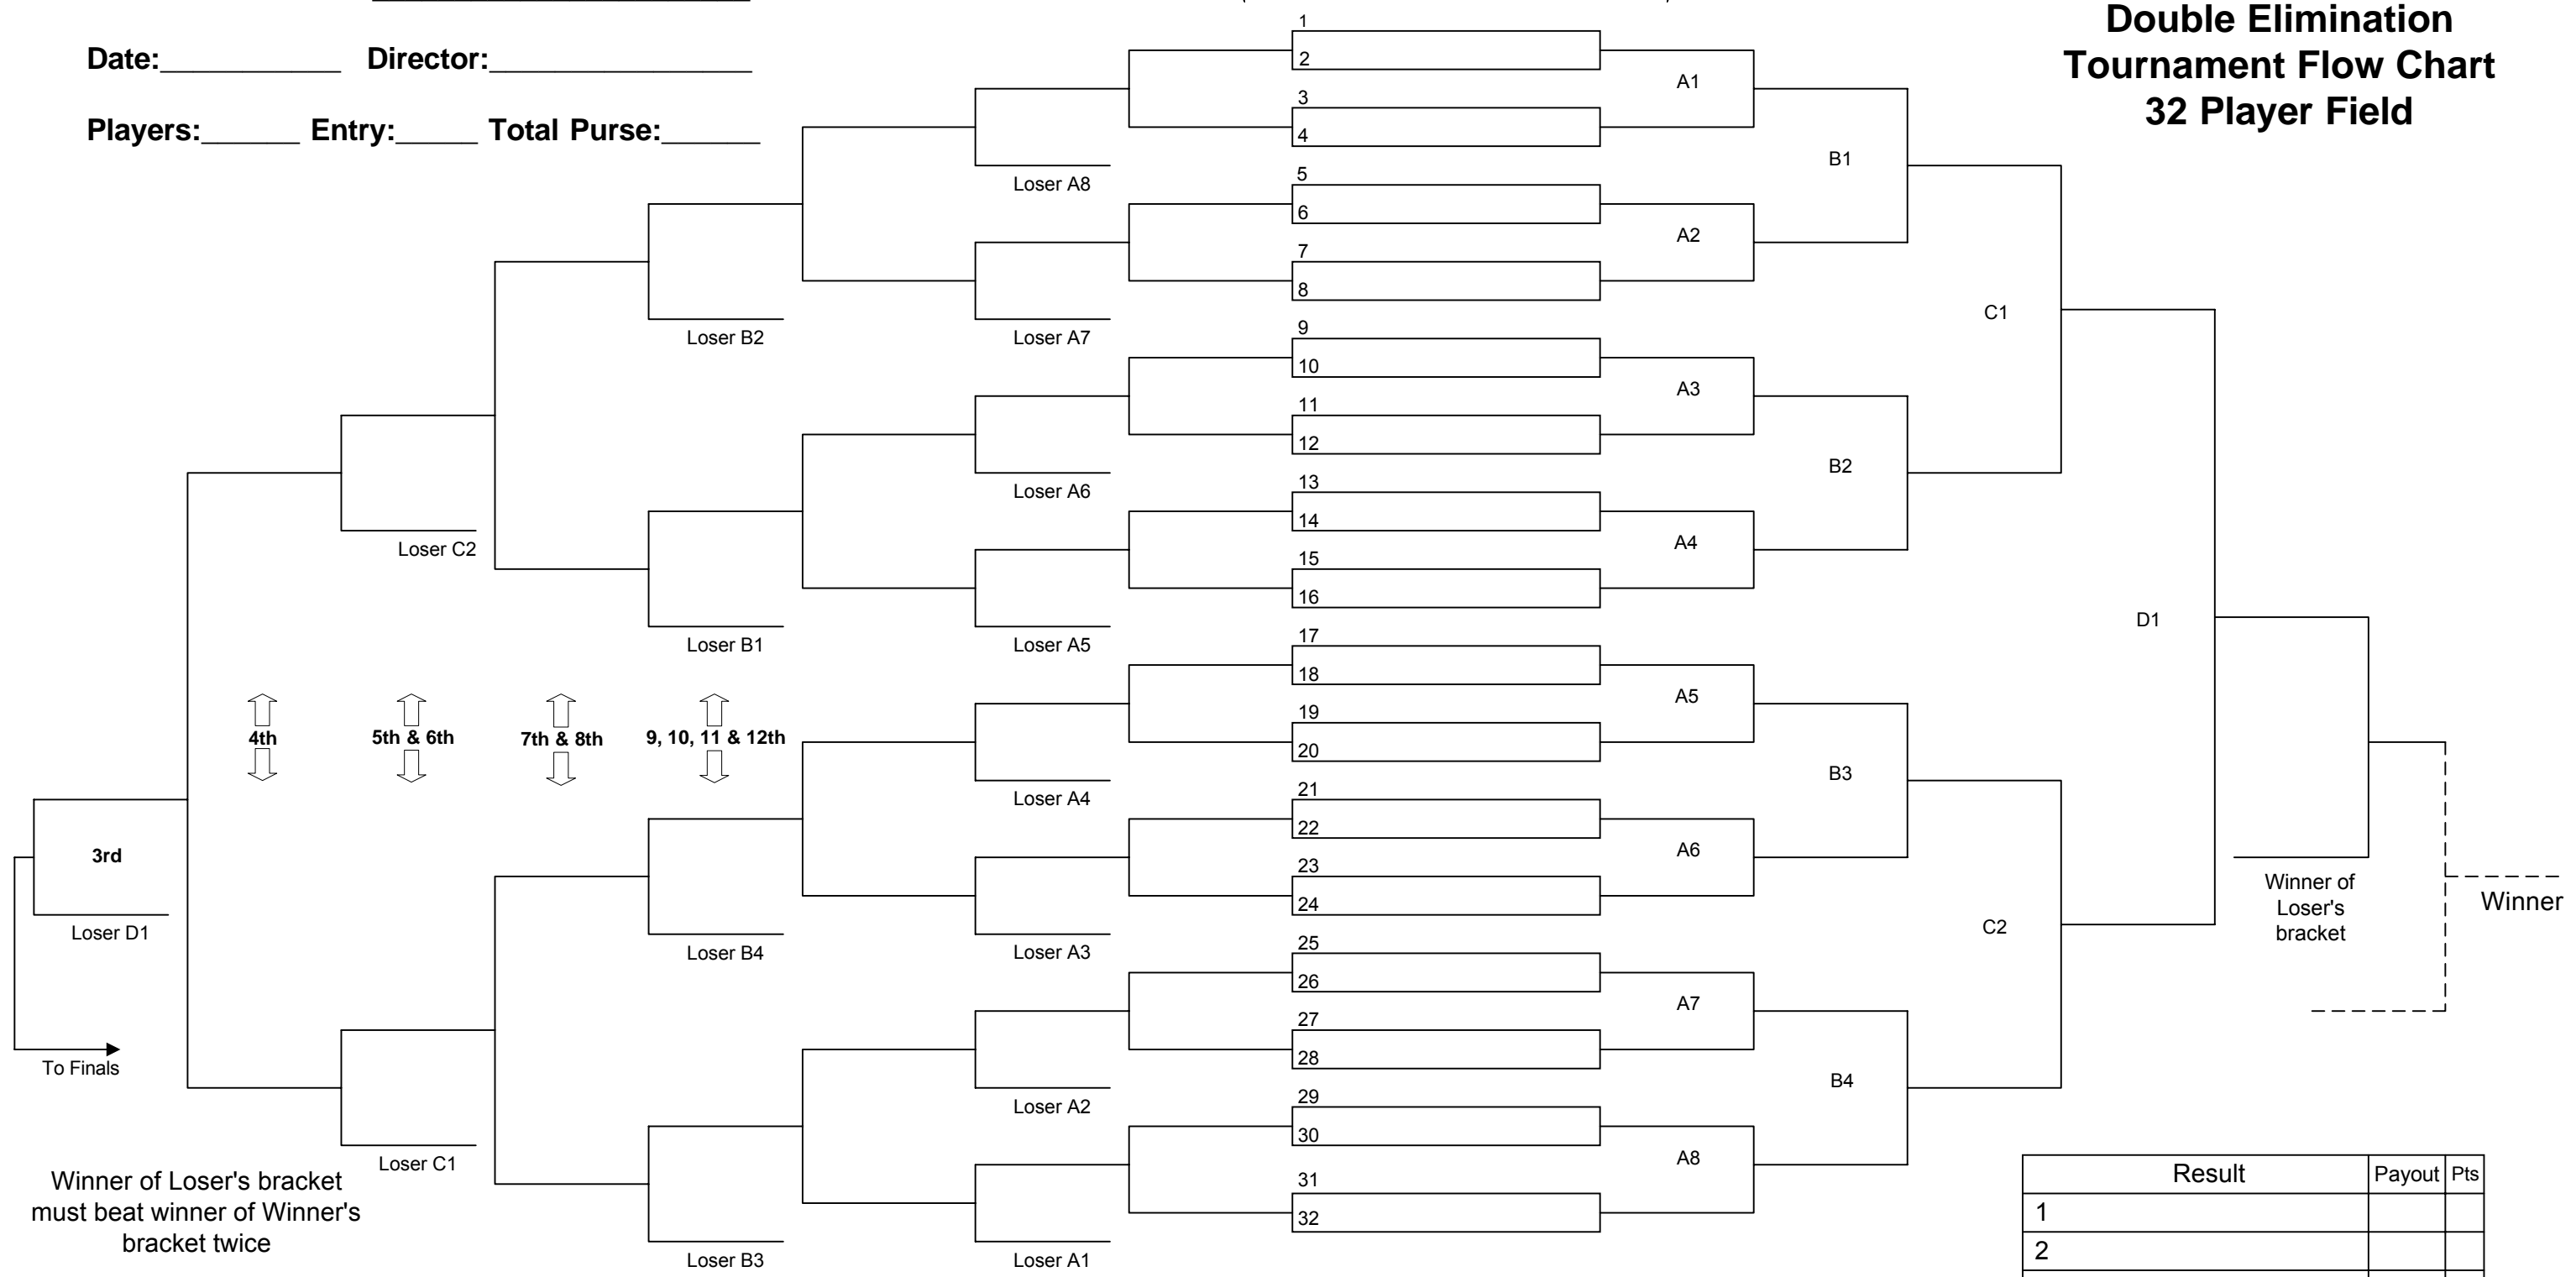 Date:___________ Director:________________
Players:______ Entry:_____ Total Purse:______
Double Elimination
Tournament Flow Chart
32 Player Field
1
2
3
4
5
6
7
8
9
10
11
12
13
14
15
16
17
18
19
20
21
22
23
24
25
26
27
28
29
30
31
32
A1
A2
A3
A4
A5
A6
A7
A8
B1
B2
B3
B4
C1
C2
D1
Loser A8
Loser A7
Loser A6
Loser A5
Loser A4
Loser A3
Loser A2
Loser A1
Loser B2
Loser B1
Loser B4
Loser B3
Loser C2
Loser C1
4th
5th & 6th
7th & 8th
9, 10, 11 & 12th
3rd
Loser D1
To Finals
Winner of Loser's bracket
must beat winner of Winner's
bracket twice
Winner of
Loser's
bracket
Winner
Result Payout Pts
1
2